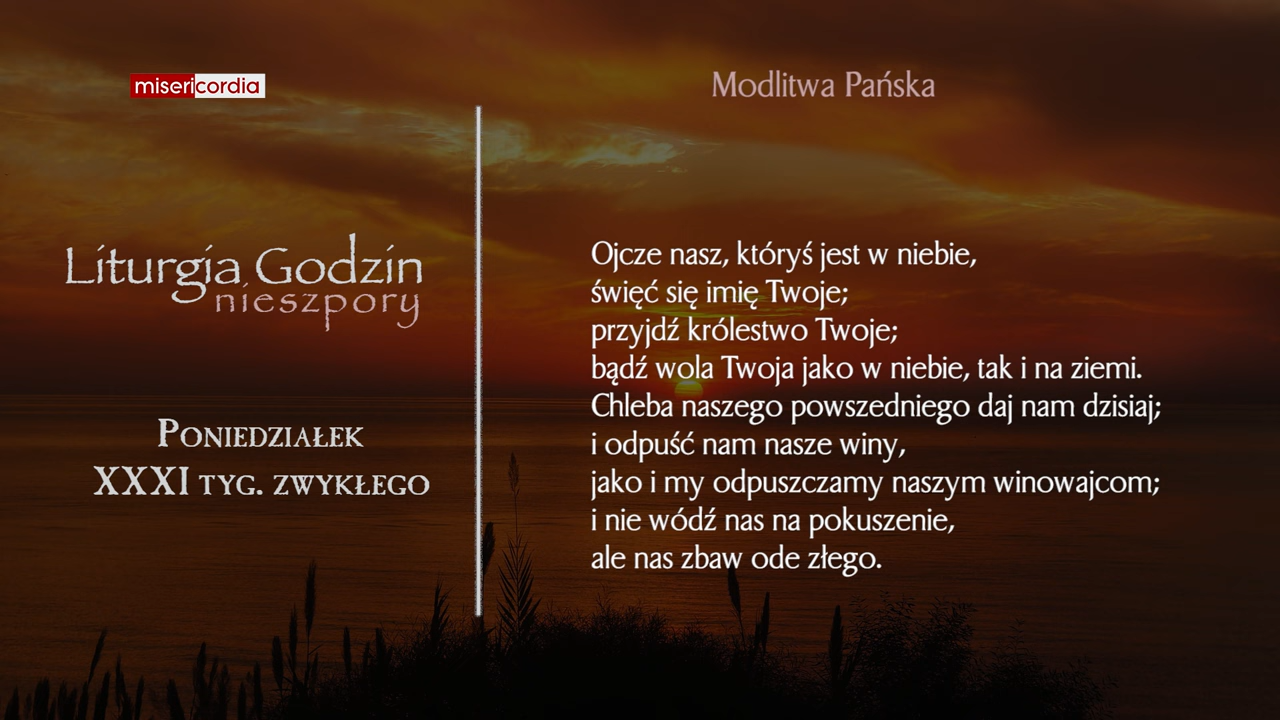 misericordia
Liturgia Godzin
nieszpory
Poniedziałek
XXXI tyg. zwykłego
Modlitwa Pańska
Ojcze nasz, któryś jest w niebie,
święć się imię Twoje;
przyjdź królestwo Twoje;
bądź wola Twoja jako w niebie, tak i na ziemi.
Chleba naszego powszedniego daj nam dzisiaj;
i odpuść nam nasze winy,
jako i my odpuszczamy naszym winowajcom;
i nie wódź nas na pokuszenie,
ale nas zbaw ode złego.